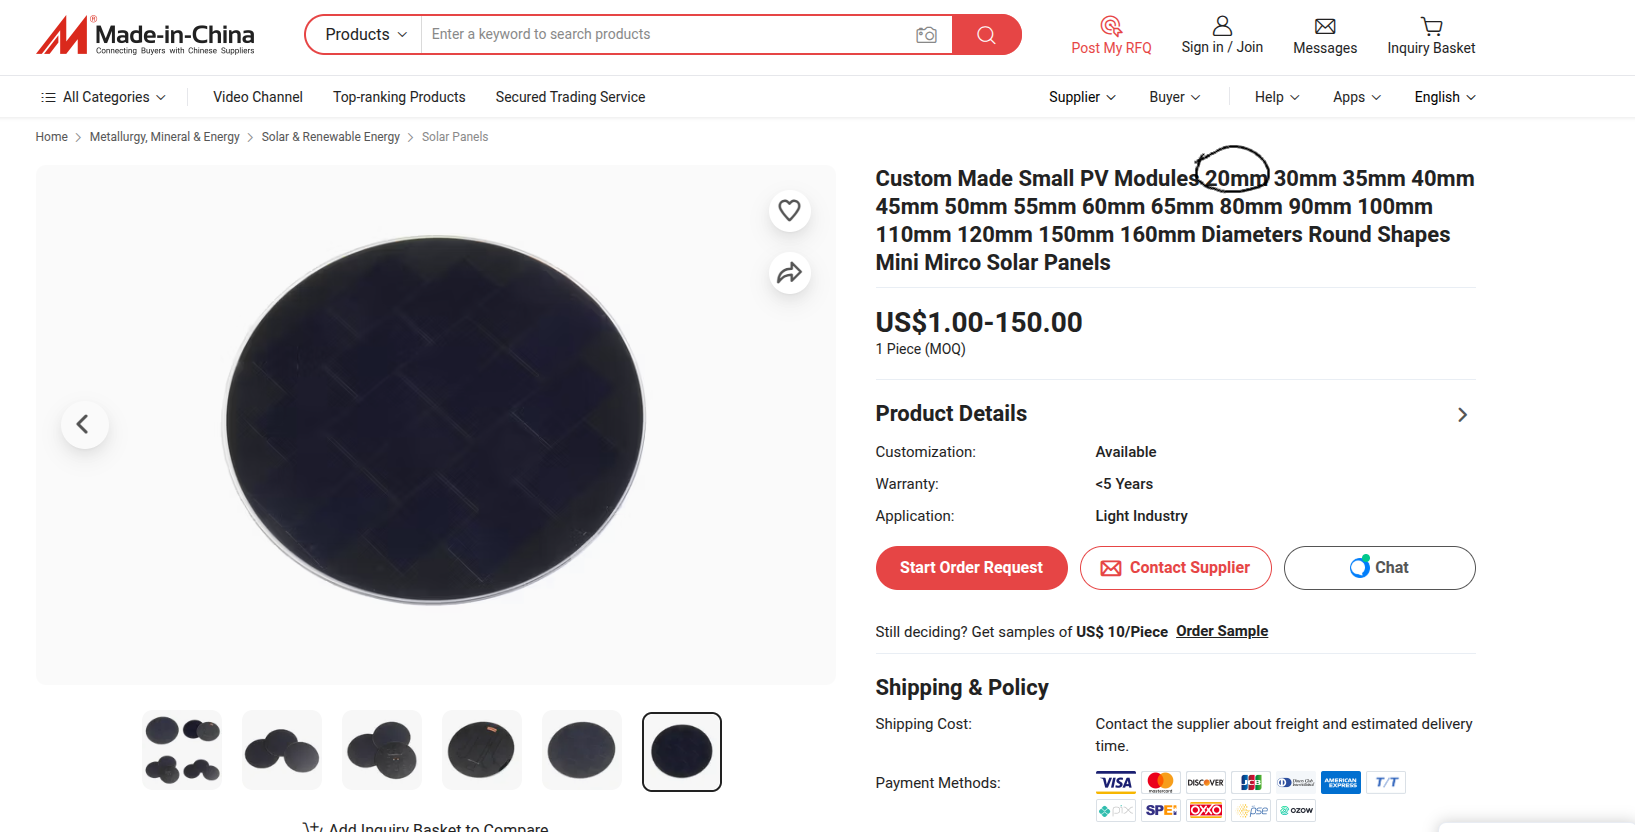 Made-in-China®
Connecting Buyers with Chinese Suppliers
Products
Enter a keyword to search products
Post My RFQ
Sign in / Join
Messages
Inquiry Basket
All Categories
Video Channel
Top-ranking Products
Secured Trading Service
Supplier
Buyer
Help
Apps
English
Home > Metallurgy, Mineral & Energy > Solar & Renewable Energy > Solar Panels
Custom Made Small PV Modules 20mm 30mm 35mm 40mm
45mm 50mm 55mm 60mm 65mm 80mm 90mm 100mm
110mm 120mm 150mm 160mm Diameters Round Shapes
Mini Mirco Solar Panels
US$1.00-150.00
1 Piece (MOQ)
Product Details
Customization: Available
Warranty: <5 Years
Application: Light Industry
Start Order Request
Contact Supplier
Chat
Still deciding? Get samples of US$ 10/Piece Order Sample
Shipping & Policy
Shipping Cost: Contact the supplier about freight and estimated delivery
time.
Payment Methods:
VISA mastercard DISCOVER JCB AMERICAN EXPRESS T/T
pix SPEI OXXO pse OZOW
Add Inquiry Basket to Compare